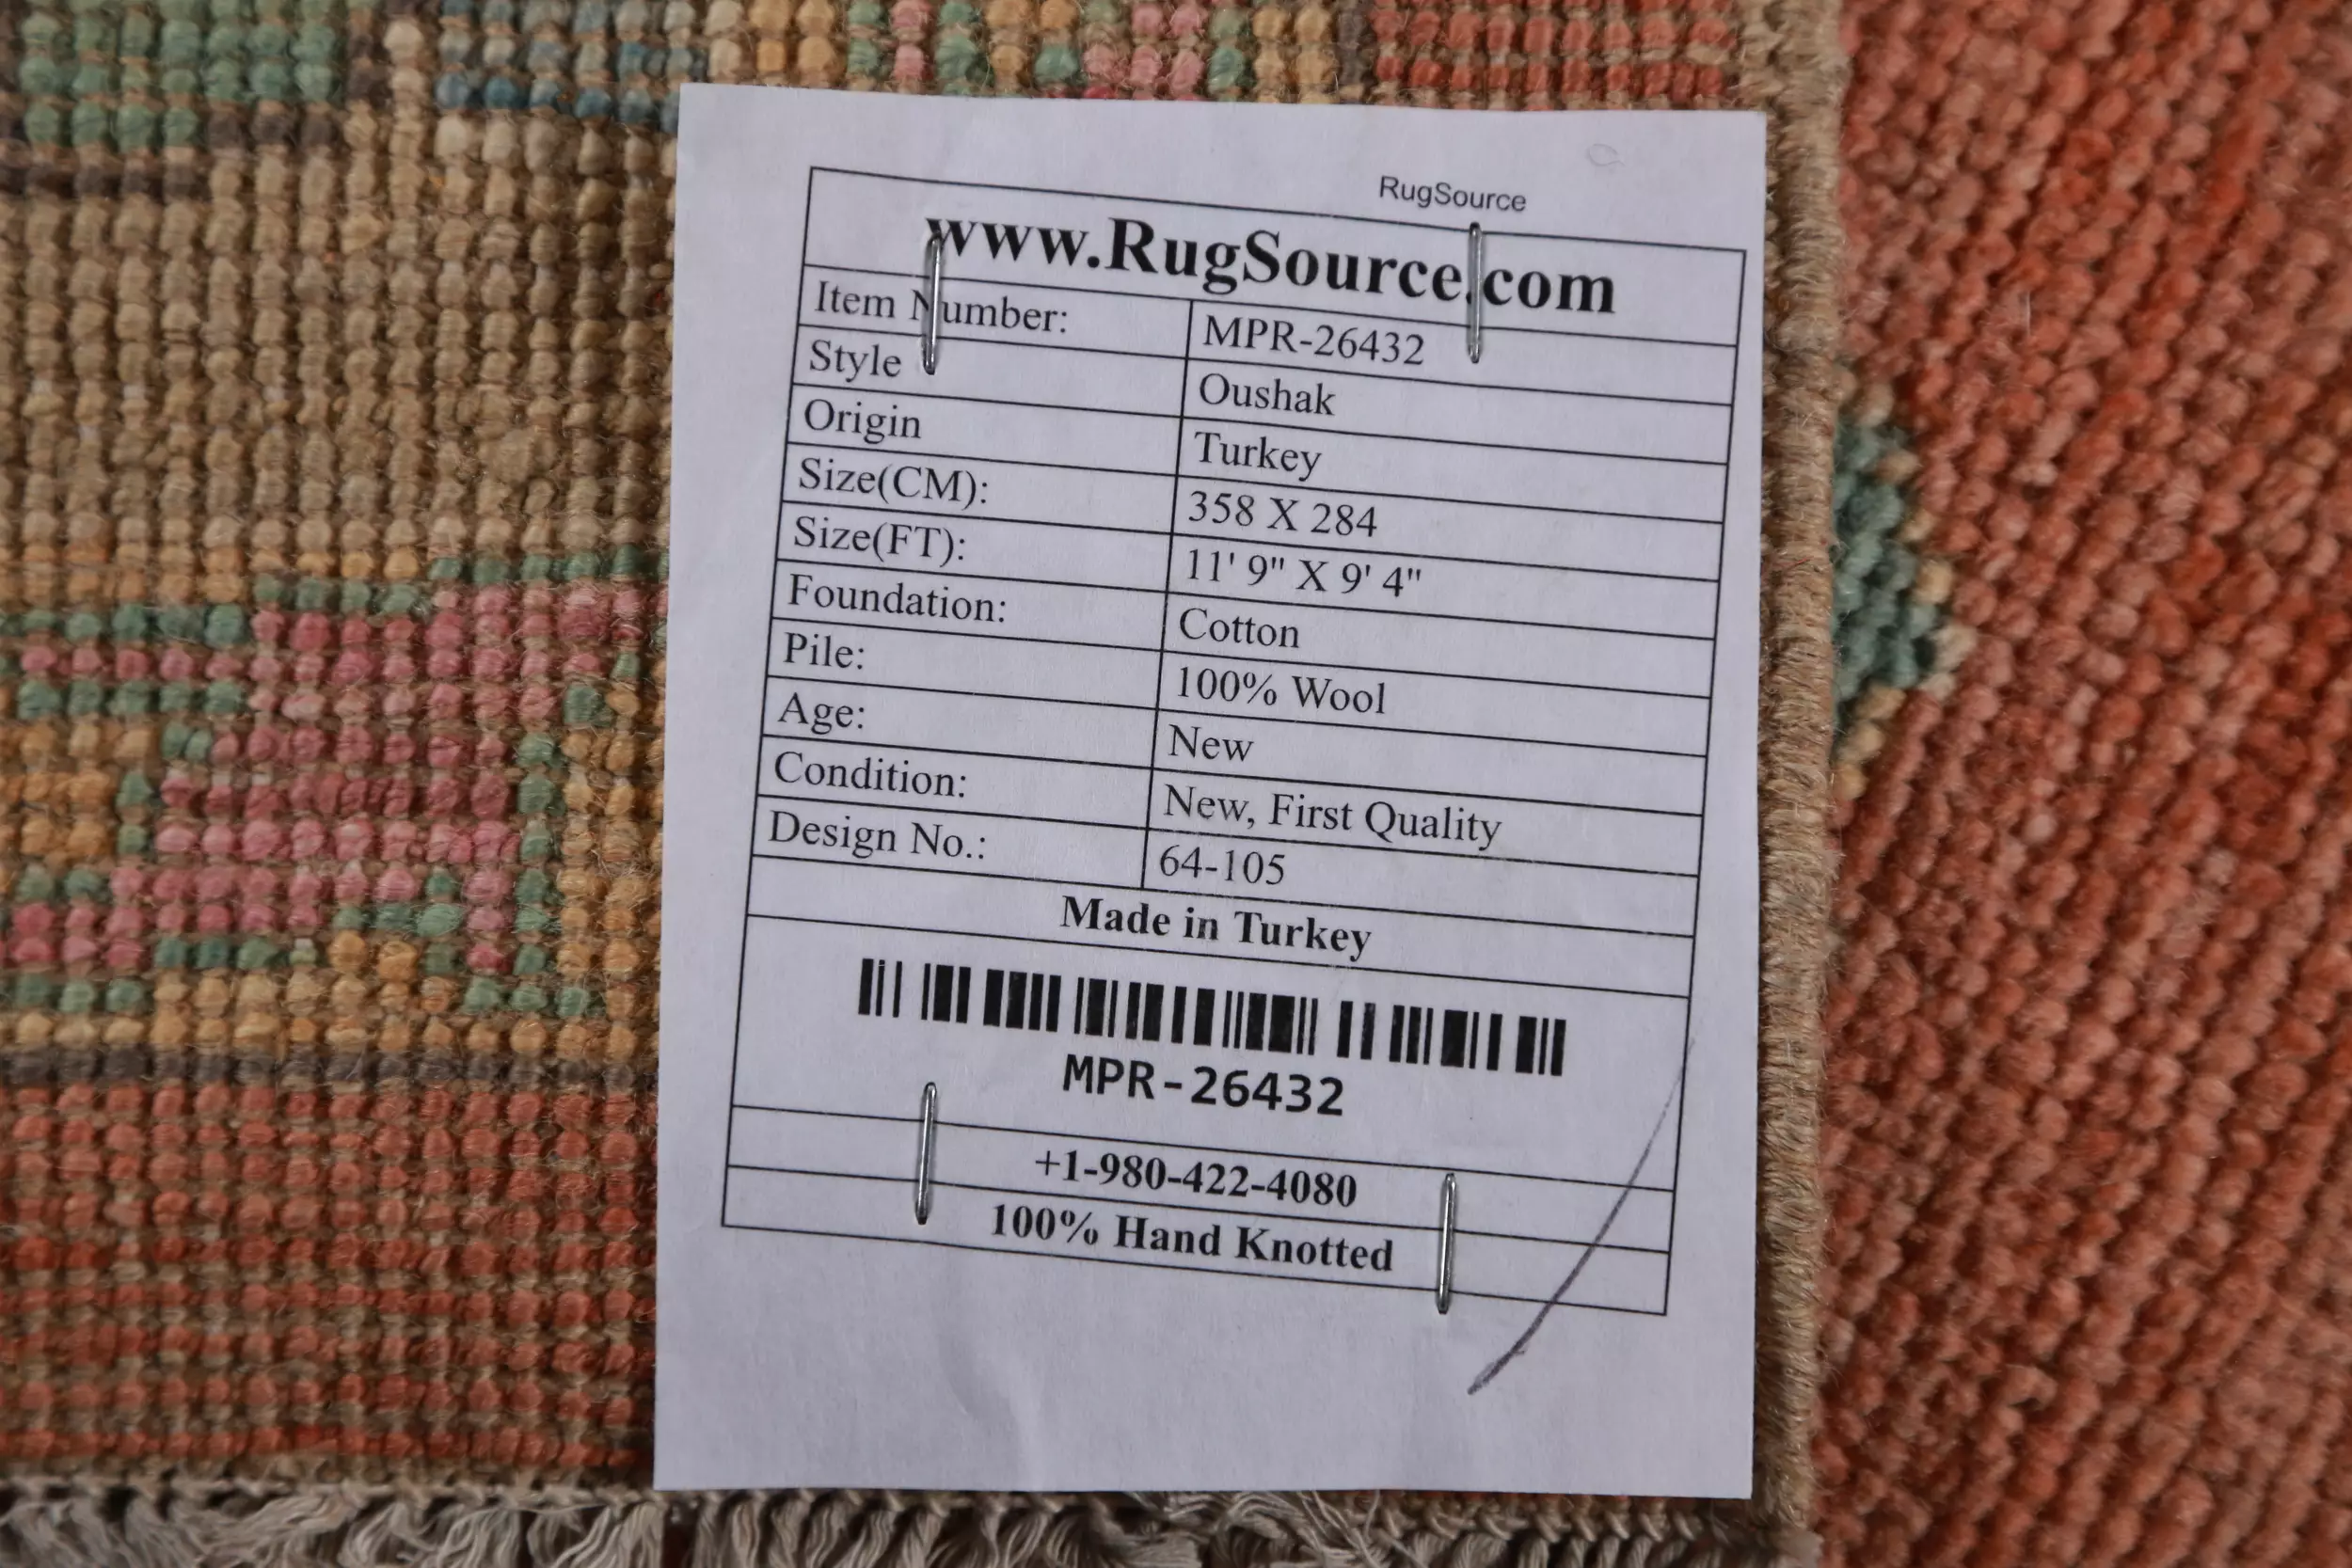 RugSource
www.RugSource.com
Item Number: MPR-26432
Style Oushak
Origin Turkey
Size(CM): 358 X 284
Size(FT): 11' 9" X 9' 4"
Foundation: Cotton
Pile: 100% Wool
Age: New
Condition: New, First Quality
Design No.: 64-105
Made in Turkey
MPR-26432
+1-980-422-4080
100% Hand Knotted